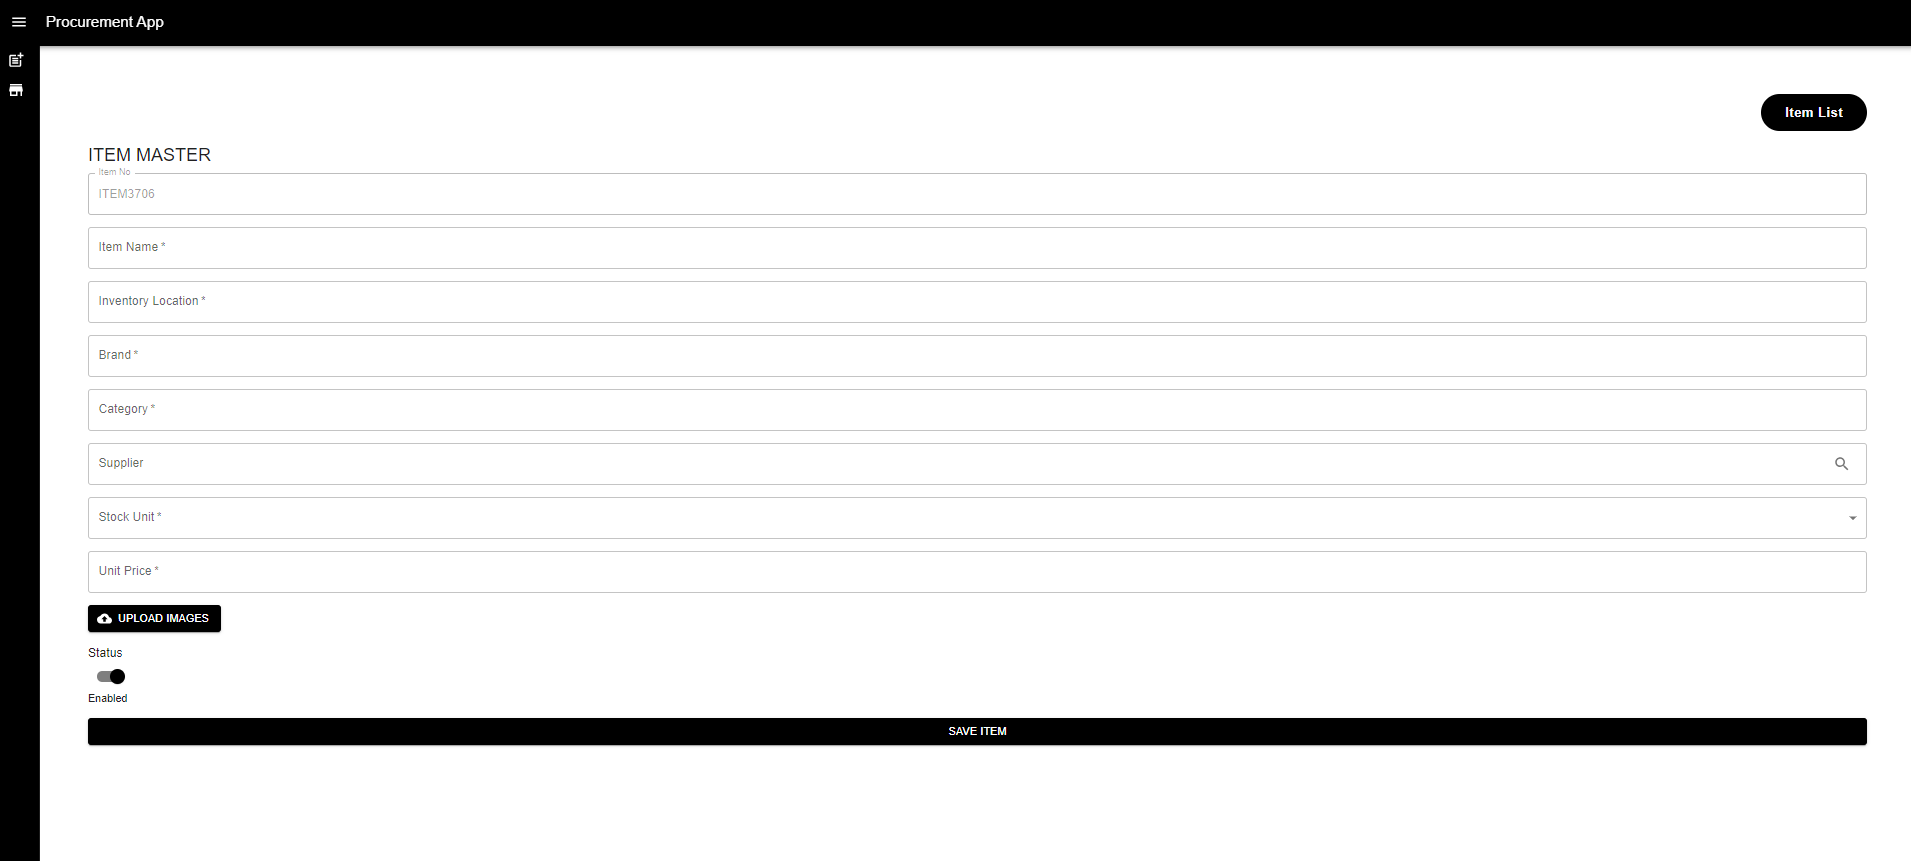 Procurement App
Item List
ITEM MASTER
Item No
ITEM3706
Item Name *
Inventory Location *
Brand *
Category *
Supplier
Stock Unit *
Unit Price *
UPLOAD IMAGES
Status
Enabled
SAVE ITEM